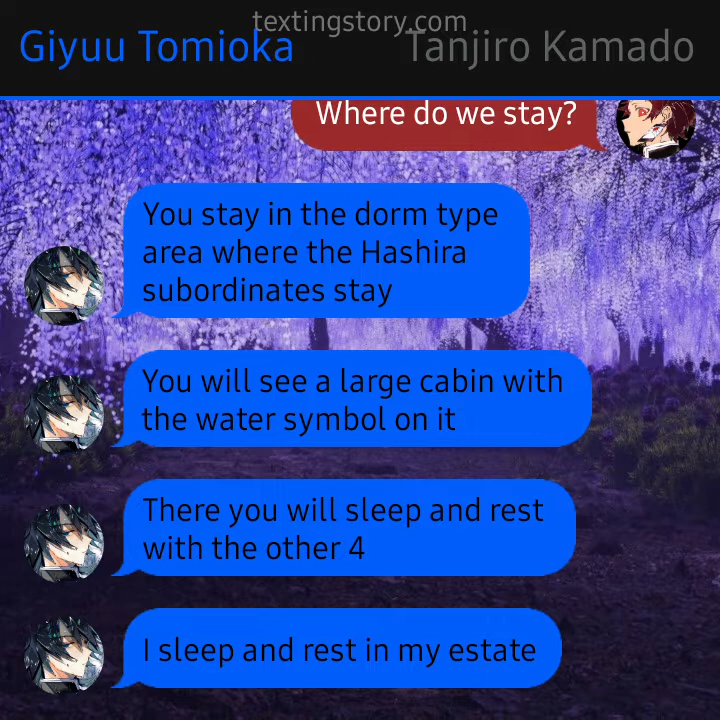 textingstory.com
Giyuu Tomioka
Tanjiro Kamado
Where do we stay?
You stay in the dorm type
area where the Hashira
subordinates stay
You will see a large cabin with
the water symbol on it
There you will sleep and rest
with the other 4
I sleep and rest in my estate